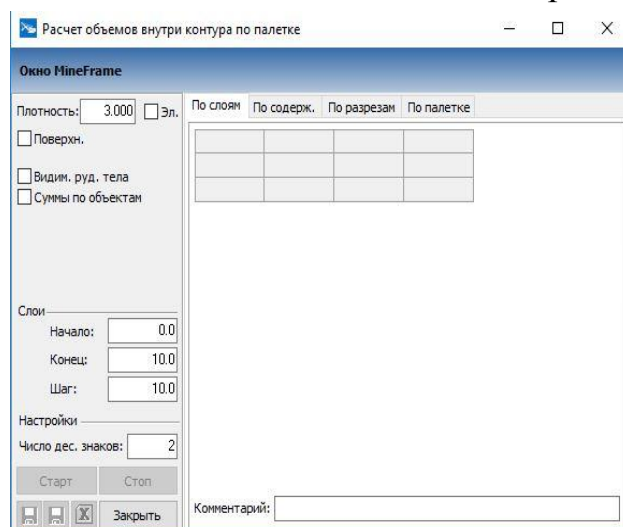 Расчет объемов внутри контура по палетке
Окно MineFrame
Плотность: 3.000 Эл.
Поверхн.
Видим. руд. тела
Суммы по объектам
Слои
Начало: 0.0
Конец: 10.0
Шаг: 10.0
Настройки
Число дес. знаков: 2
Старт Стоп
Закрыть
По слоям По содерж. По разрезам По палетке
Комментарий: